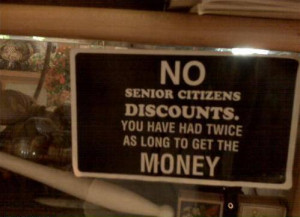 NO
SENIOR CITIZENS
DISCOUNTS.
YOU HAVE HAD TWICE
AS LONG TO GET THE
MONEY